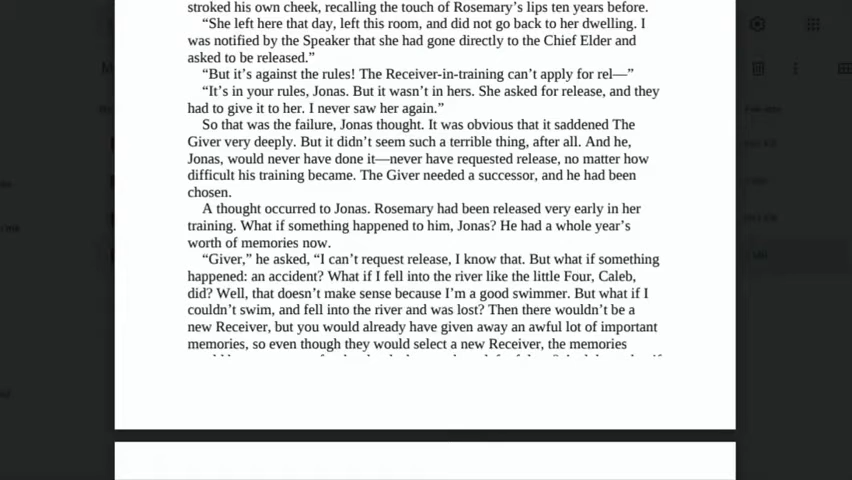 stroked his own cheek, recalling the touch of Rosemary’s lips ten years before.
“She left here that day, left this room, and did not go back to her dwelling. I
was notified by the Speaker that she had gone directly to the Chief Elder and
asked to be released.”
“But it’s against the rules! The Receiver-in-training can’t apply for rel—”
“It’s in your rules, Jonas. But it wasn’t in hers. She asked for release, and they
had to give it to her. I never saw her again.”
So that was the failure, Jonas thought. It was obvious that it saddened The
Giver very deeply. But it didn’t seem such a terrible thing, after all. And he,
Jonas, would never have done it—never have requested release, no matter how
difficult his training became. The Giver needed a successor, and he had been
chosen.
A thought occurred to Jonas. Rosemary had been released very early in her
training. What if something happened to him, Jonas? He had a whole year’s
worth of memories now.
“Giver,” he asked, “I can’t request release, I know that. But what if something
happened: an accident? What if I fell into the river like the little Four, Caleb,
did? Well, that doesn’t make sense because I’m a good swimmer. But what if I
couldn’t swim, and fell into the river and was lost? Then there wouldn’t be a
new Receiver, but you would already have given away an awful lot of important
memories, so even though they would select a new Receiver, the memories